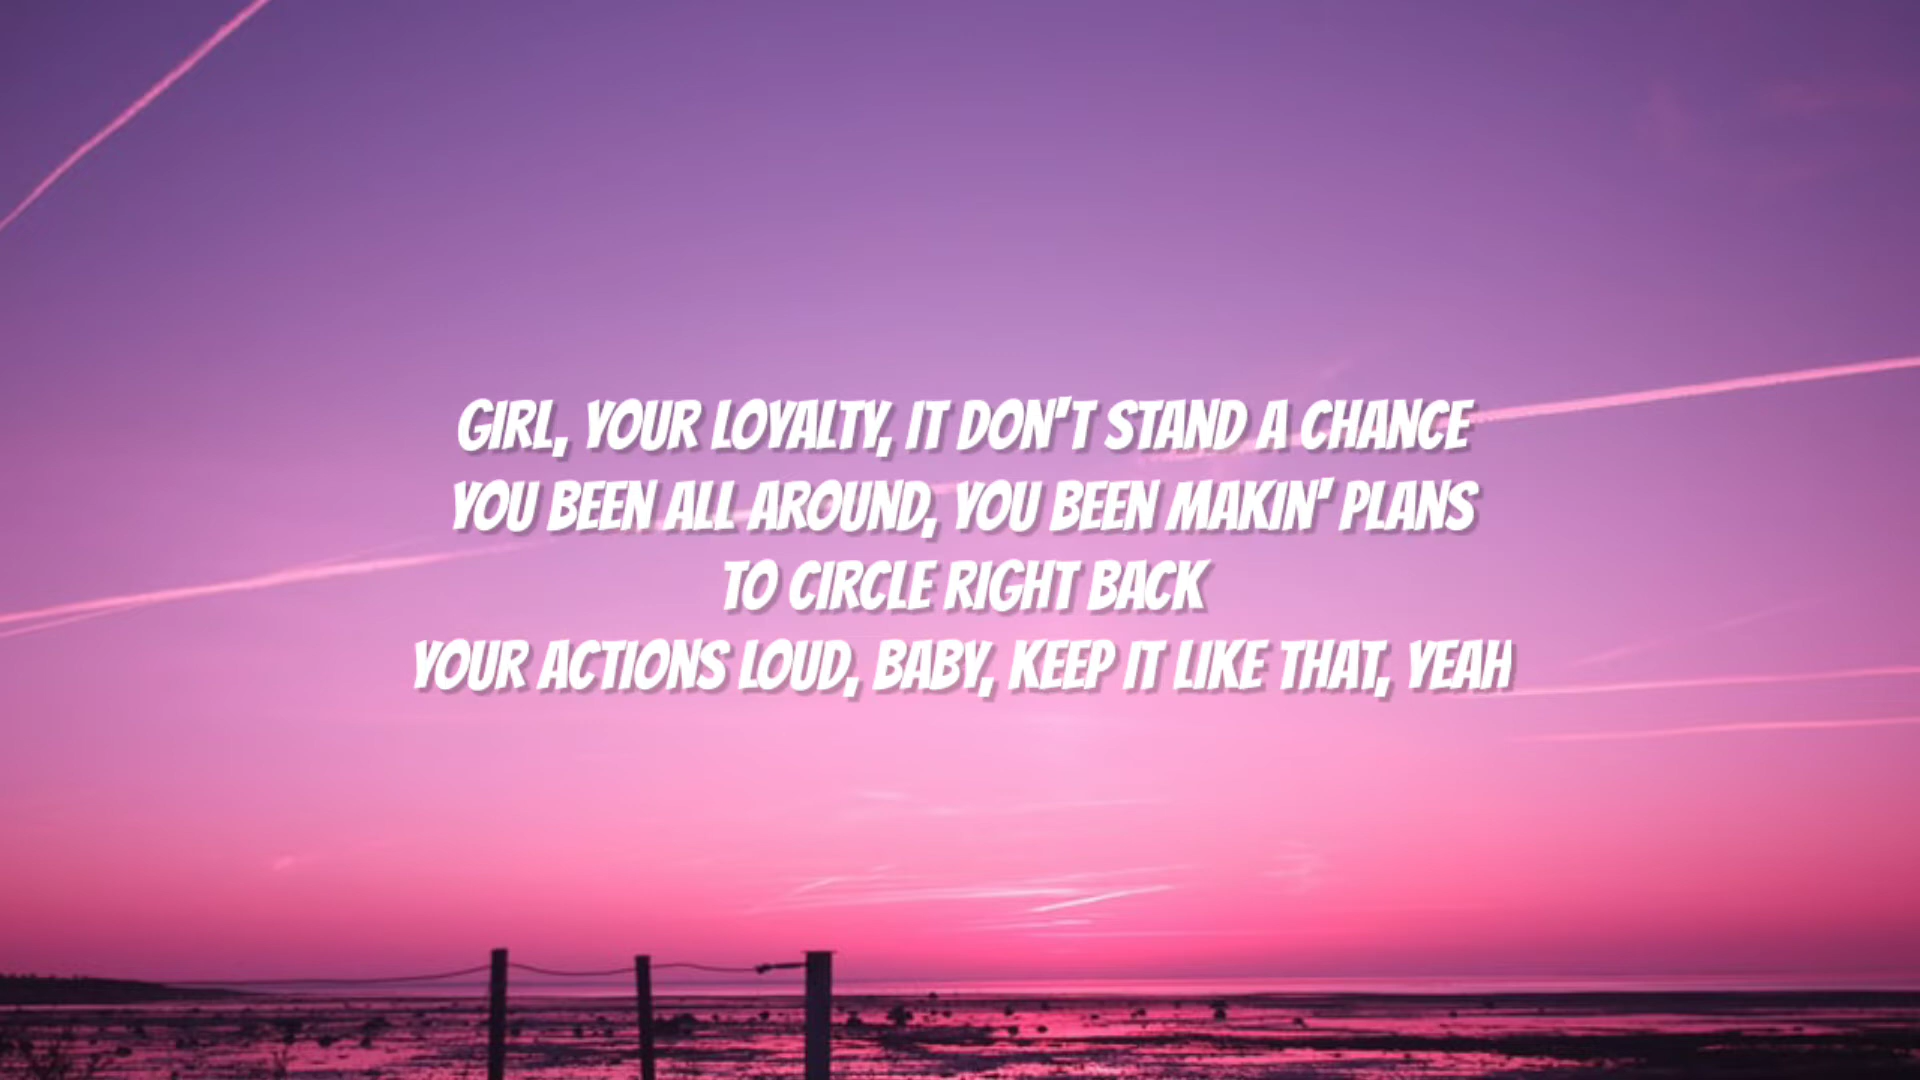 GIRL, YOUR LOYALTY, IT DON'T STAND A CHANCE
YOU BEEN ALL AROUND, YOU BEEN MAKIN' PLANS
TO CIRCLE RIGHT BACK
YOUR ACTIONS LOUD, BABY, KEEP IT LIKE THAT, YEAH